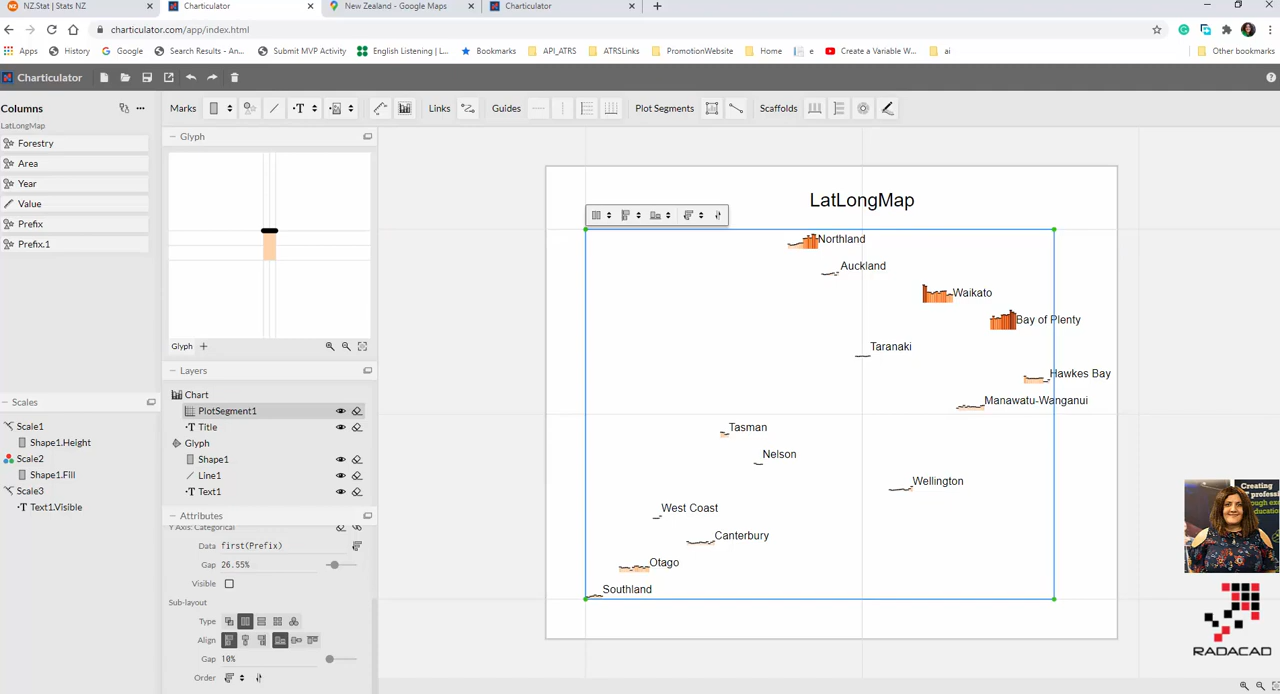 NZ.Stat | Stats NZ
Charticulator
New Zealand - Google Maps
Charticulator
charticulator.com/app/index.html
Apps
History
Google
Search Results - An...
Submit MVP Activity
English Listening | L...
Bookmarks
API_ATRS
ATRSLinks
PromotionWebsite
Home
e
Create a Variable W...
ai
Other bookmarks
Charticulator
Columns
Marks
Links
Guides
Plot Segments
Scaffolds
LatLongMap
Forestry
Area
Year
Value
Prefix
Prefix.1
Glyph
Glyph +
Layers
Chart
PlotSegment1
Title
Glyph
Shape1
Line1
Text1
Scales
Scale1
Shape1.Height
Scale2
Shape1.Fill
Scale3
Text1.Visible
Attributes
Y Axis: Categorical
Data first(Prefix)
Gap 26.55%
Visible
Sub-layout
Type
Align
Gap 10%
Order
LatLongMap
Northland
Auckland
Waikato
Bay of Plenty
Taranaki
Hawkes Bay
Manawatu-Wanganui
Tasman
Nelson
Wellington
West Coast
Canterbury
Otago
Southland
Creating
RADACAD